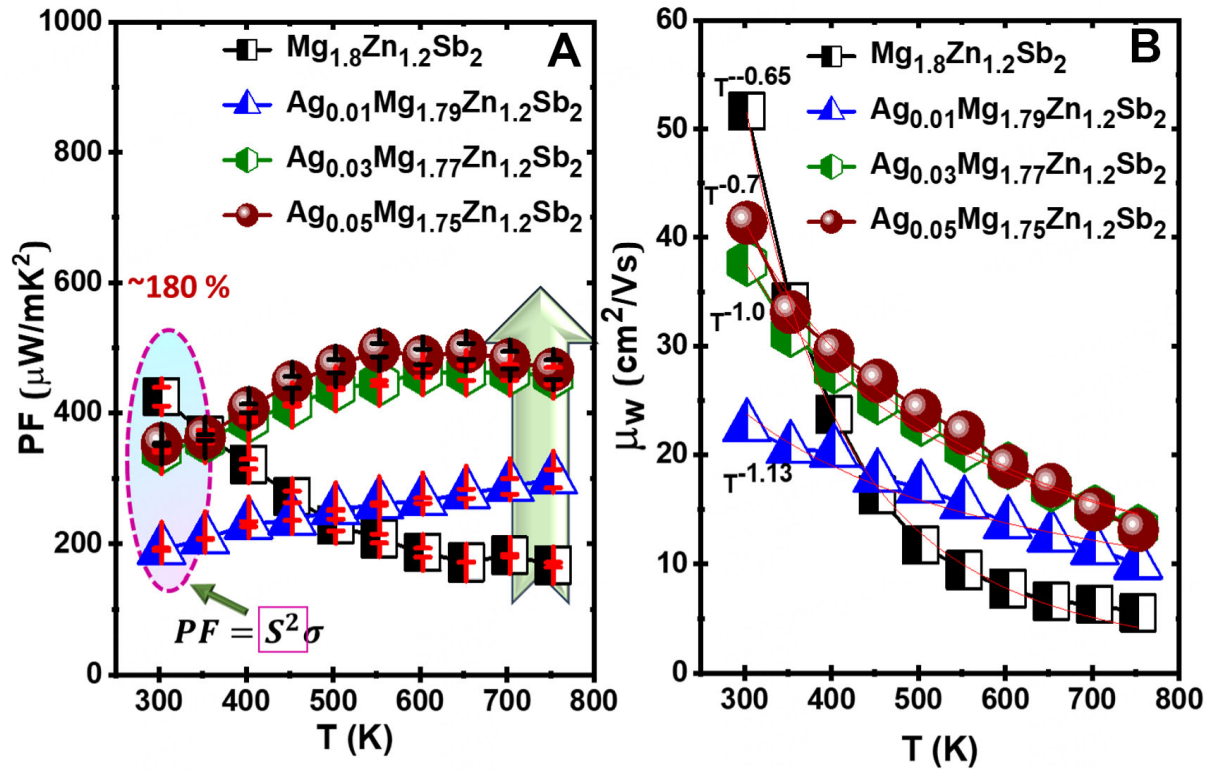 A
Mg1.8Zn1.2Sb2
Ag0.01Mg1.79Zn1.2Sb2
Ag0.03Mg1.77Zn1.2Sb2
Ag0.05Mg1.75Zn1.2Sb2
~180 %
PF = S²σ
PF (μW/mK²)
1000
800
600
400
200
0
300 400 500 600 700 800
T (K)
B
Mg1.8Zn1.2Sb2
Ag0.01Mg1.79Zn1.2Sb2
Ag0.03Mg1.77Zn1.2Sb2
Ag0.05Mg1.75Zn1.2Sb2
T--0.65
T-0.7
T-1.0
T-1.13
μw (cm²/Vs)
60
50
40
30
20
10
0
300 400 500 600 700 800
T (K)